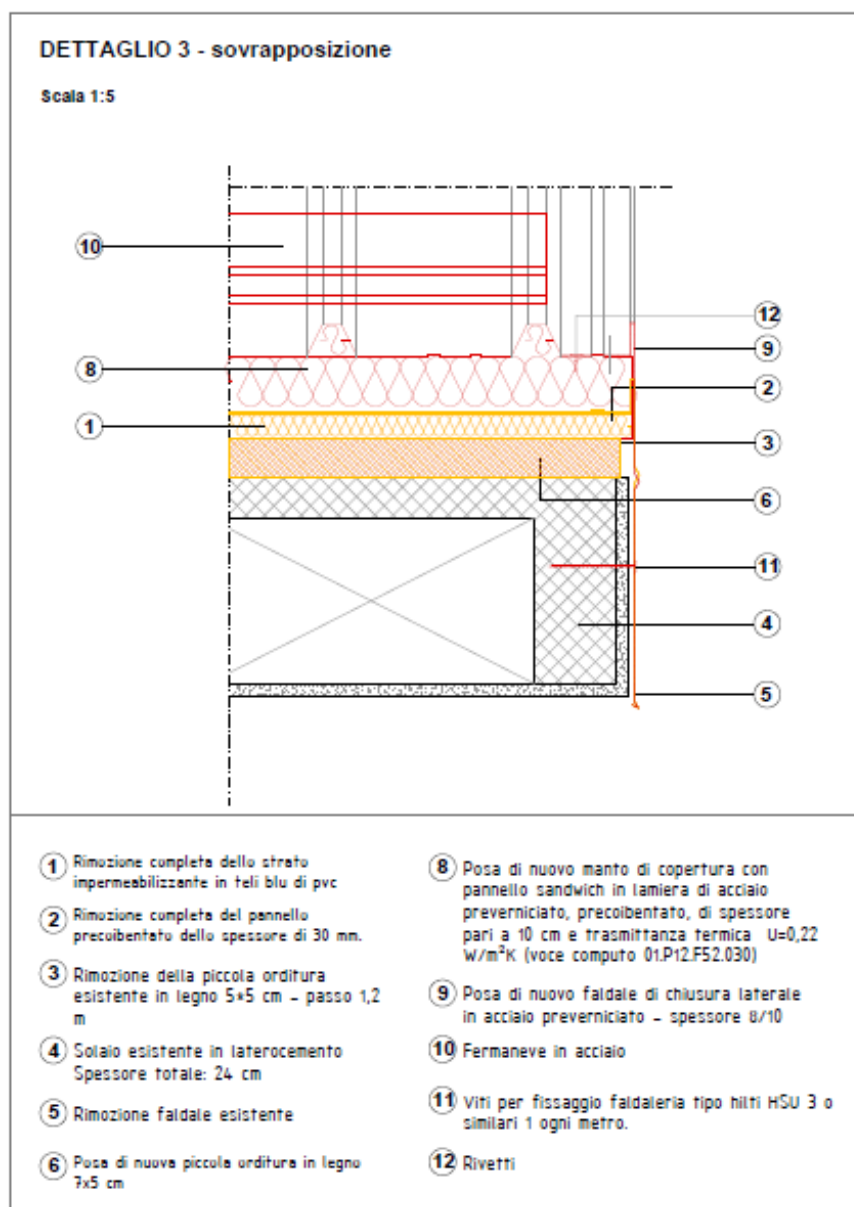 DETTAGLIO 3 - sovrapposizione
Scala 1:5
10
12
9
8
2
1
3
6
11
4
5
1 Rimozione completa dello strato
impermeabilizzante in teli blu di pvc
2 Rimozione completa del pannello
precoibentato dello spessore di 30 mm.
3 Rimozione della piccola orditura
esistente in legno 5*5 cm - passo 1,2
m
4 Solaio esistente in laterocemento
Spessore totale: 24 cm
5 Rimozione faldale esistente
6 Posa di nuova piccola orditura in legno
7x5 cm
8 Posa di nuovo manto di copertura con
pannello sandwich in lamiera di acciaio
preverniciato, precoibentato, di spessore
pari a 10 cm e trasmittanza termica U=0,22
W/m²K (voce computo 01.P12.F52.030)
9 Posa di nuovo faldale di chiusura laterale
in acciaio preverniciato - spessore 8/10
10 Fermaneve in acciaio
11 Viti per fissaggio faldaleria tipo hilti HSU 3 o
similari 1 ogni metro.
12 Rivetti